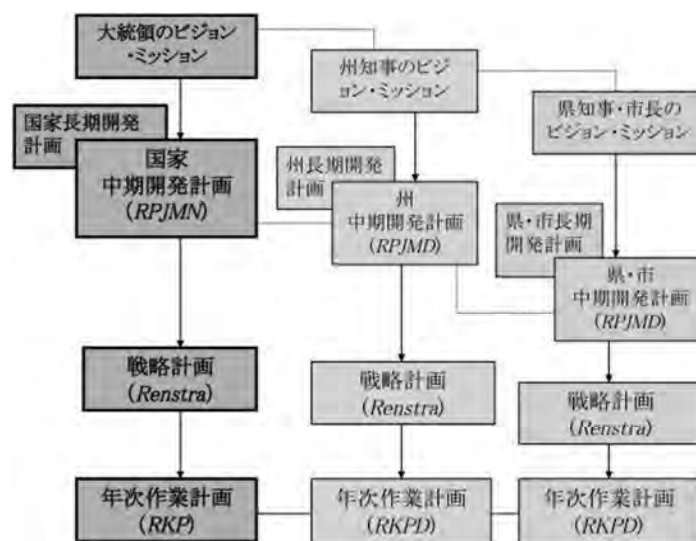 大統領のビジョン
・ミッション
国家長期開発
計画
国家
中期開発計画
(RPJMN)
戦略計画
(Renstra)
年次作業計画
(RKP)
州知事のビジ
ョン・ミッション
州長期開発
計画
州
中期開発計画
(RPJMD)
戦略計画
(Renstra)
年次作業計画
(RKPD)
県知事・市長の
ビジョン・ミッション
県・市長期
開発計画
県・市
中期開発計画
(RPJMD)
戦略計画
(Renstra)
年次作業計画
(RKPD)